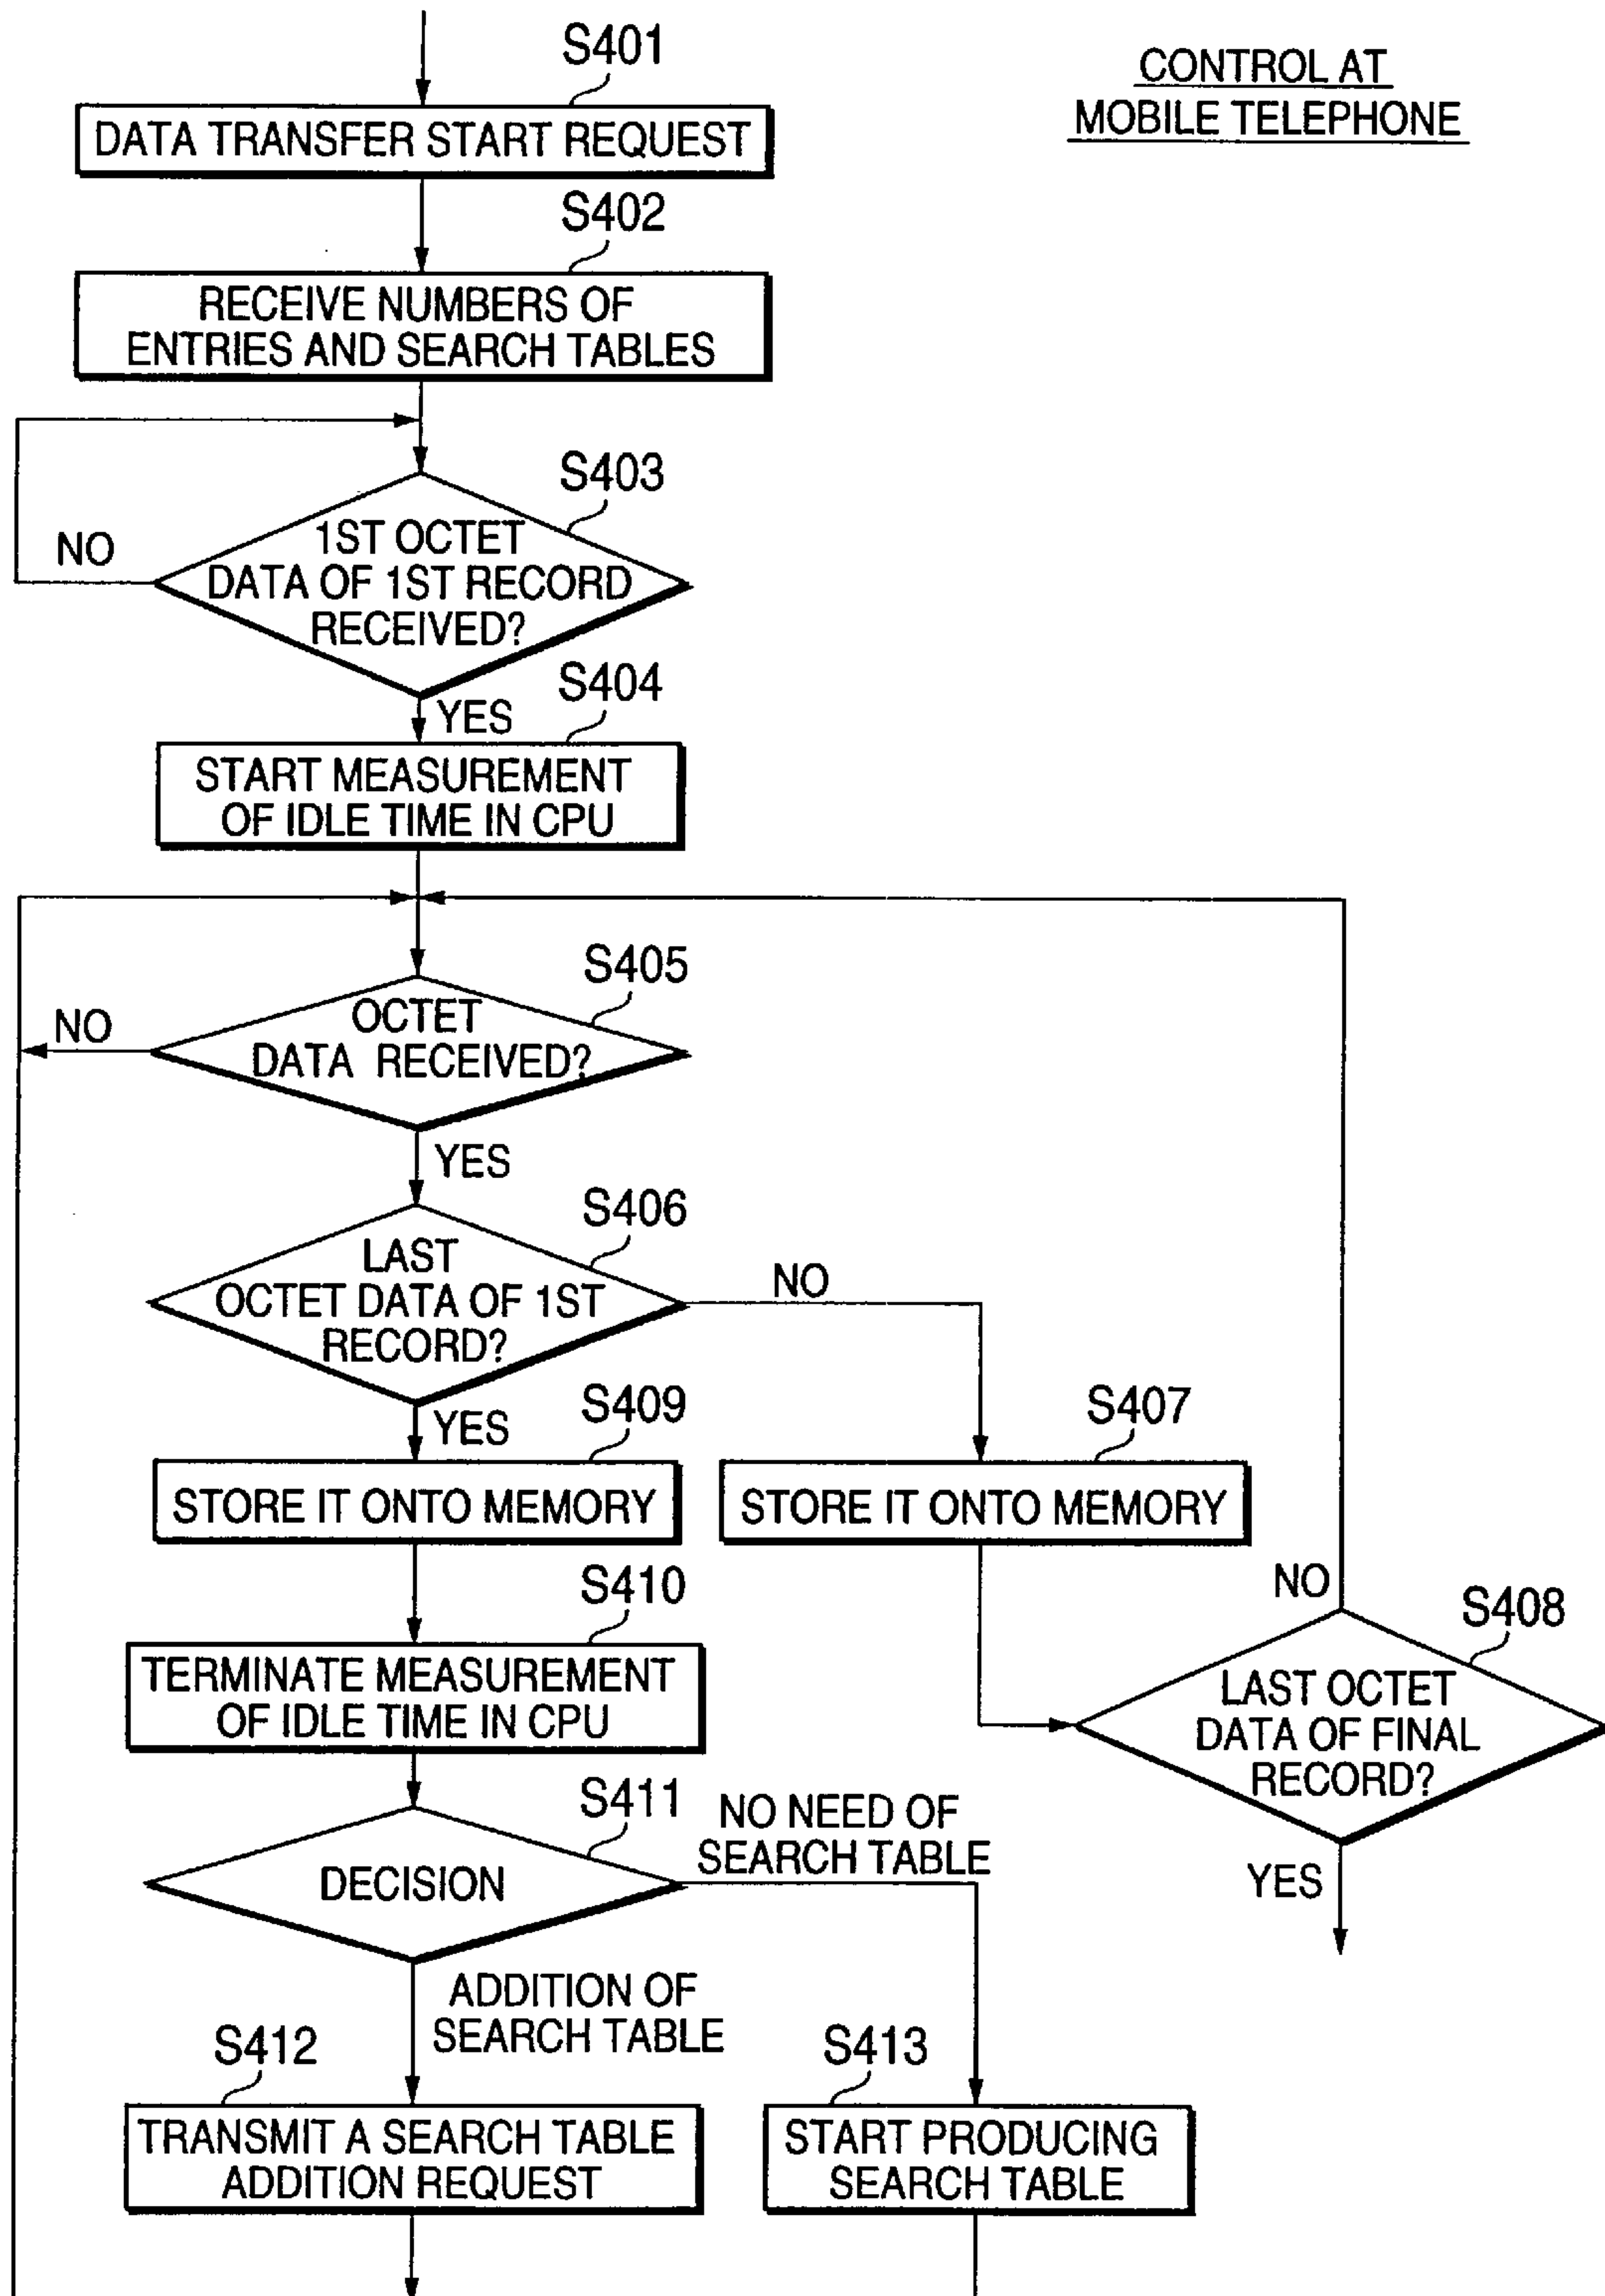 CONTROL AT
MOBILE TELEPHONE
S401
DATA TRANSFER START REQUEST
S402
RECEIVE NUMBERS OF
ENTRIES AND SEARCH TABLES
S403
1ST OCTET
DATA OF 1ST RECORD
RECEIVED?
NO
YES
S404
START MEASUREMENT
OF IDLE TIME IN CPU
S405
OCTET
DATA RECEIVED?
NO
YES
S406
LAST
OCTET DATA OF 1ST
RECORD?
NO
YES
S409
STORE IT ONTO MEMORY
S407
STORE IT ONTO MEMORY
S410
TERMINATE MEASUREMENT
OF IDLE TIME IN CPU
NO
S408
LAST OCTET
DATA OF FINAL
RECORD?
YES
S411
DECISION
NO NEED OF
SEARCH TABLE
ADDITION OF
SEARCH TABLE
S412
TRANSMIT A SEARCH TABLE
ADDITION REQUEST
S413
START PRODUCING
SEARCH TABLE